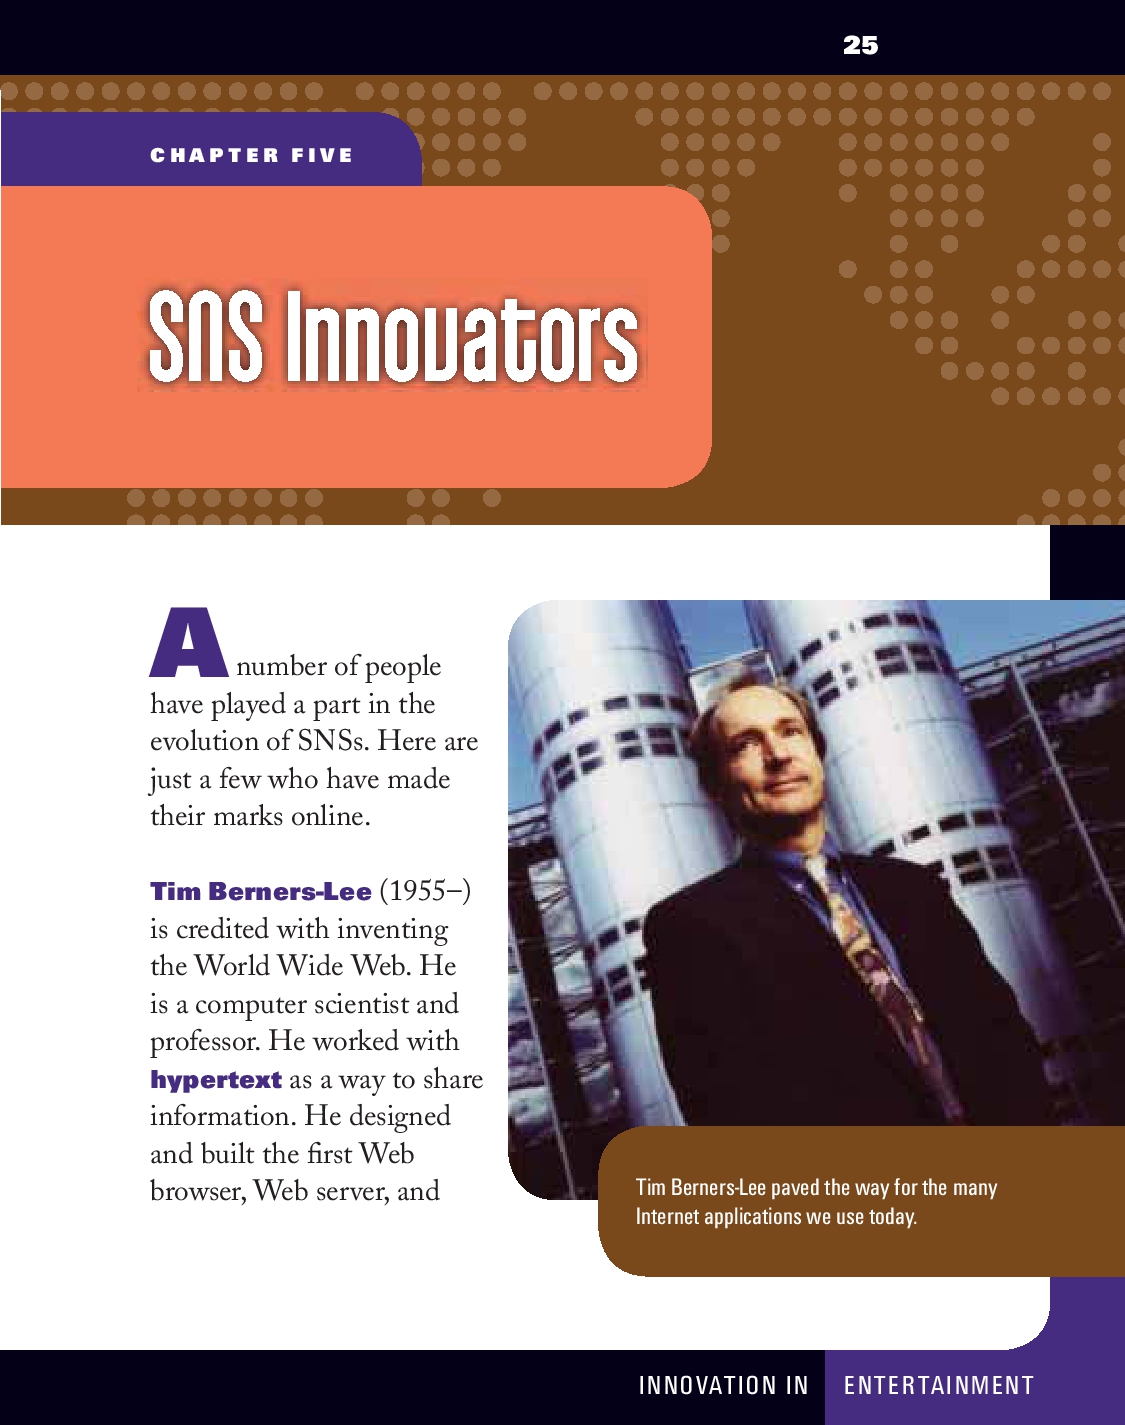 25
CHAPTER FIVE
SNS Innovators
A number of people
have played a part in the
evolution of SNSs. Here are
just a few who have made
their marks online.
Tim Berners-Lee (1955–)
is credited with inventing
the World Wide Web. He
is a computer scientist and
professor. He worked with
hypertext as a way to share
information. He designed
and built the first Web
browser, Web server, and
Tim Berners-Lee paved the way for the many
Internet applications we use today.
INNOVATION IN ENTERTAINMENT